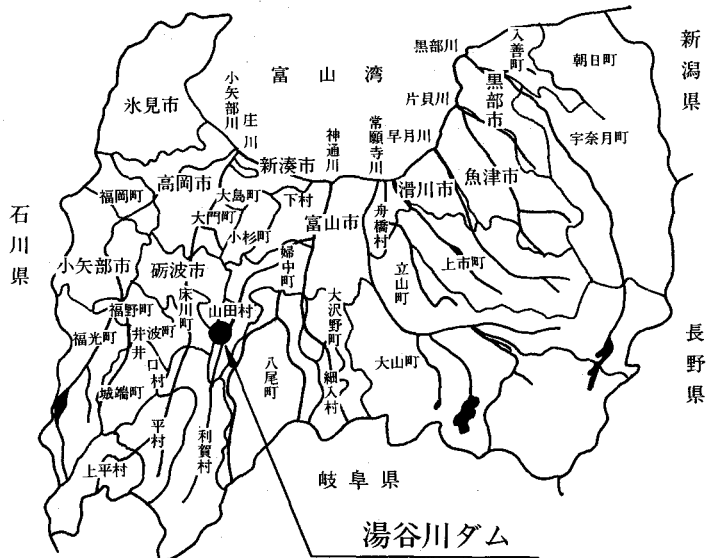 富山湾
新潟県
石川県
長野県
岐阜県
氷見市
小矢部川
庄川
新湊市
神通川
常願寺川
早月川
片貝川
黒部川
入善町
黒部市
朝日町
宇奈月町
魚津市
滑川市
舟橋村
上市町
立山町
富山市
下村
大島町
大門町
小杉町
高岡市
福岡町
小矢部市
砺波市
床川町
山田村
婦中町
大沢野町
大山町
細入村
八尾町
福野町
井波町
井口村
福光町
城端町
平村
上平村
利賀村
湯谷川ダム